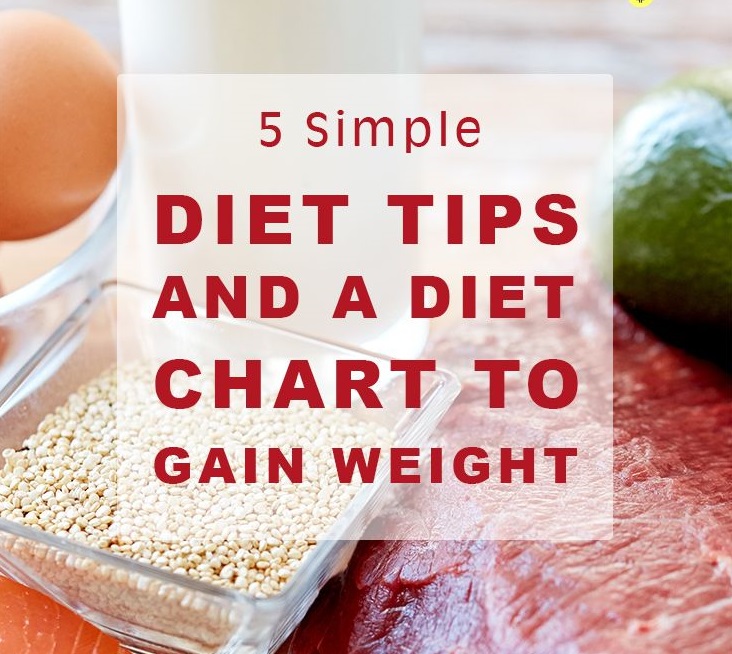 5 Simple
DIET TIPS
AND A DIET
CHART TO
GAIN WEIGHT